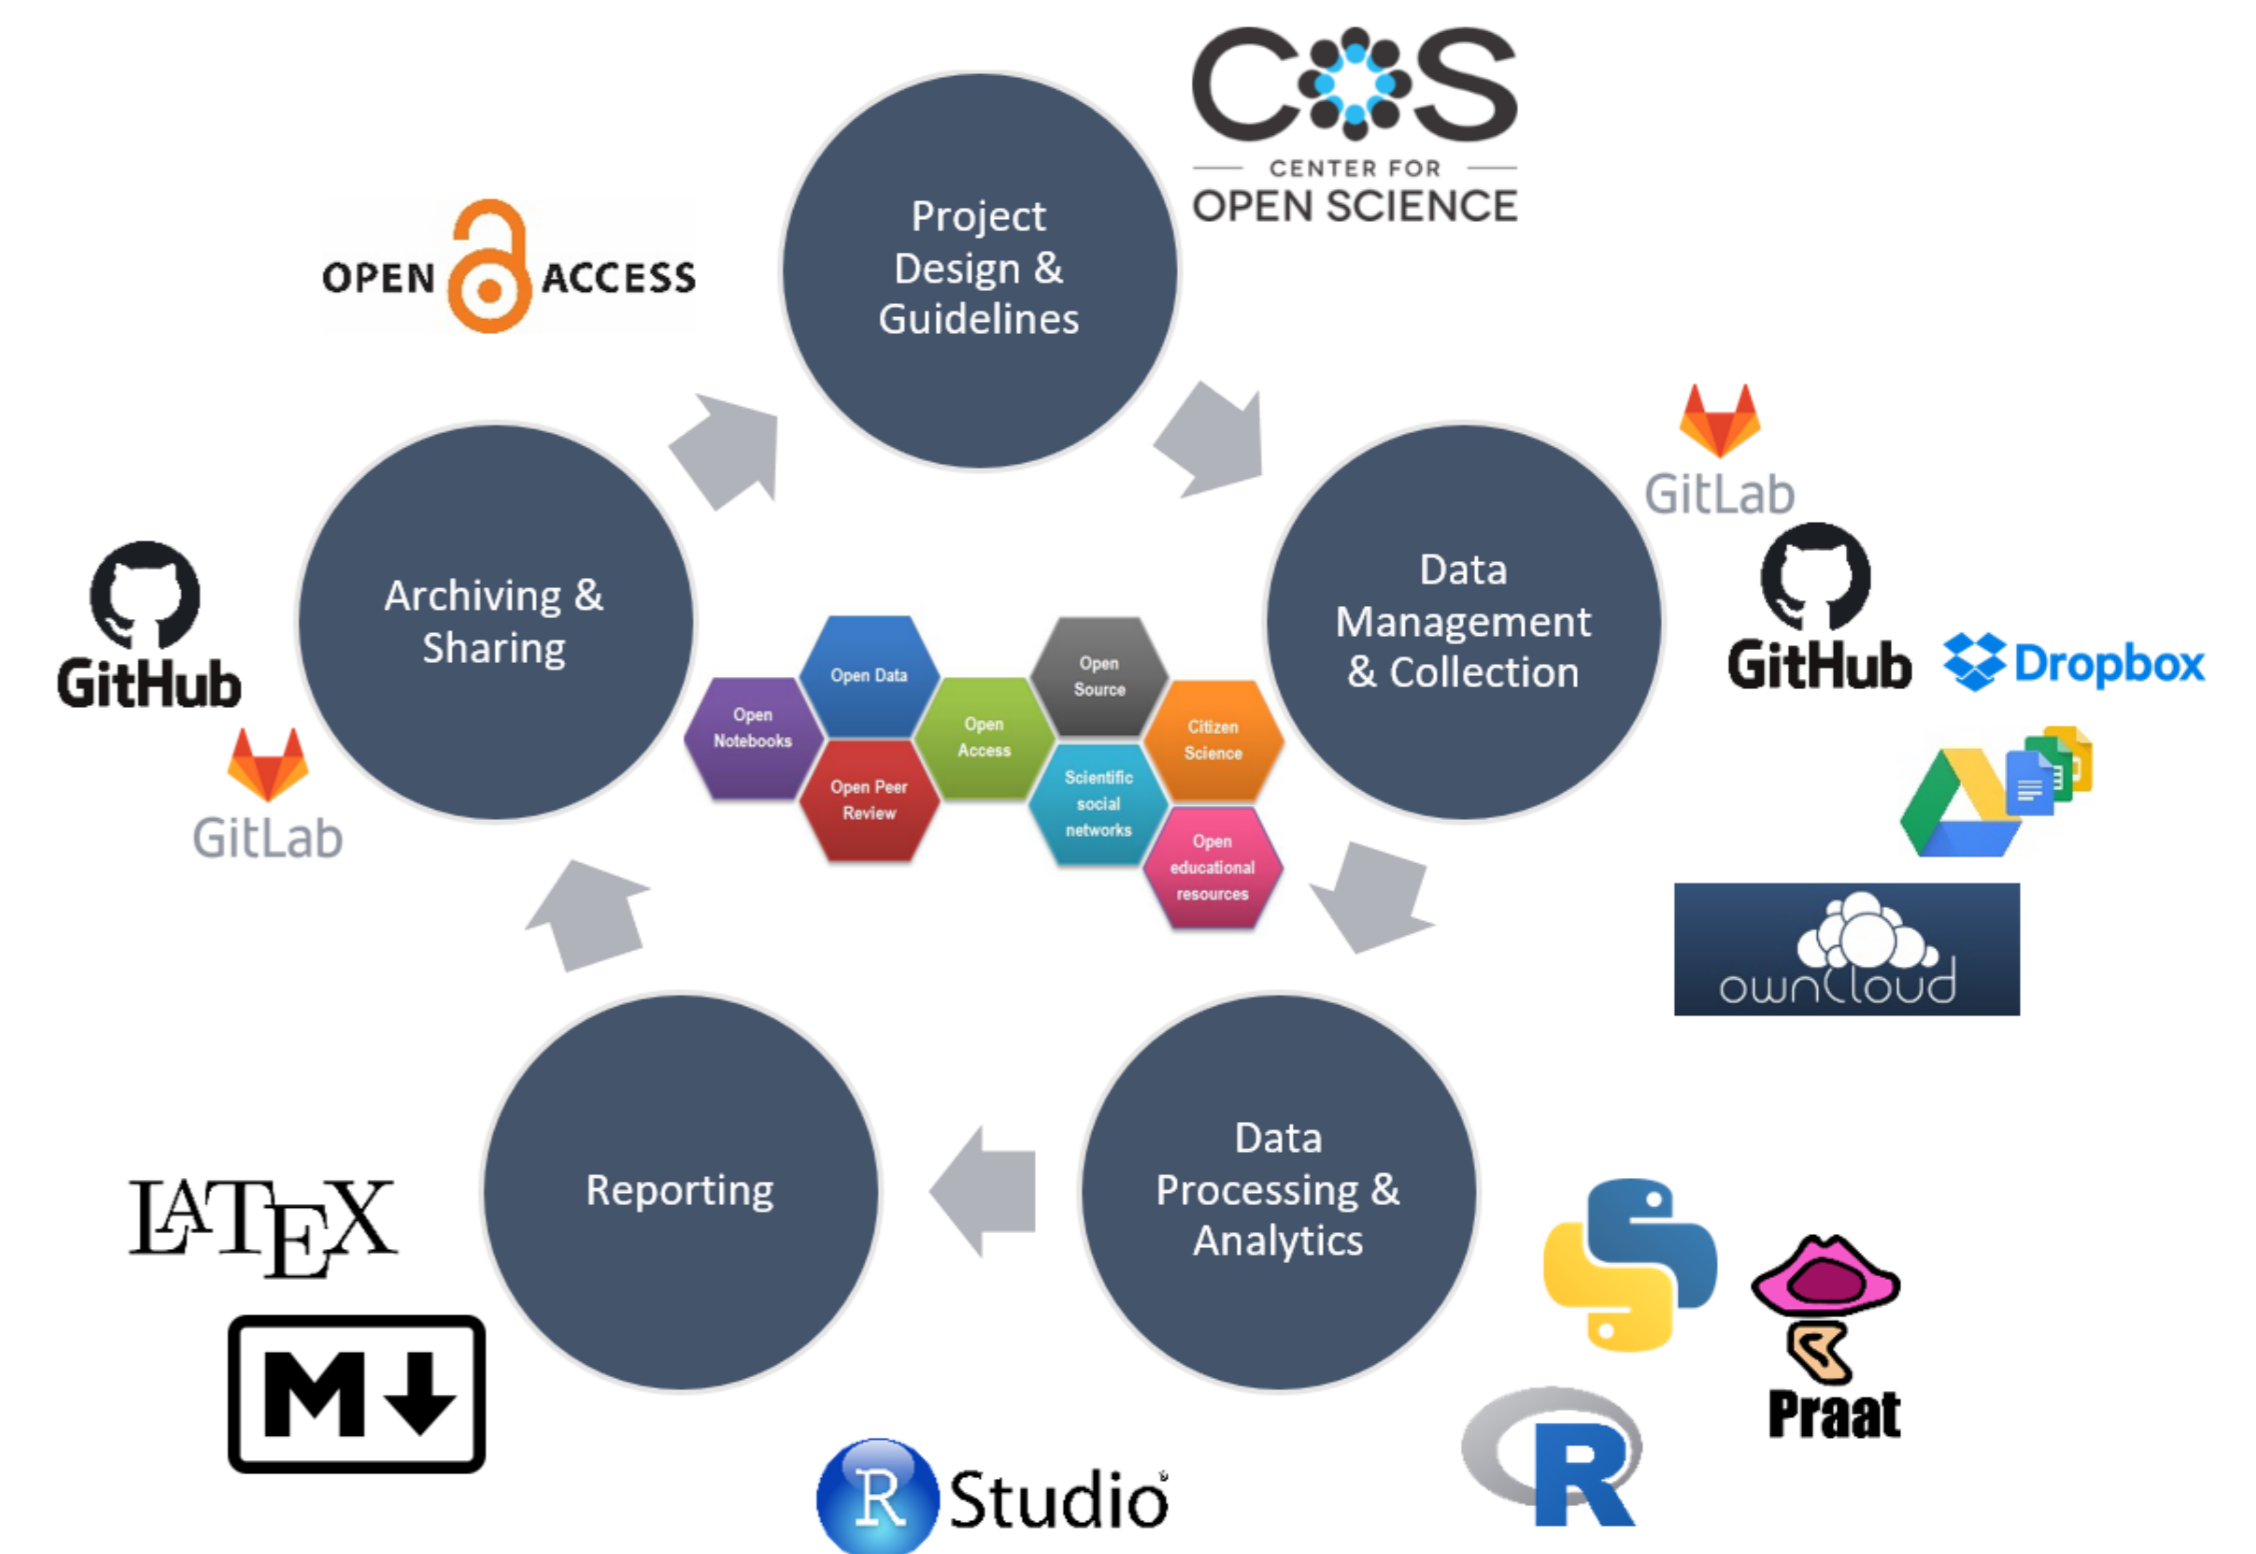 COS
CENTER FOR
OPEN SCIENCE
Project
Design &
Guidelines
OPEN ACCESS
GitLab
Data
Management
& Collection
GitHub
Dropbox
ownCloud
Archiving &
Sharing
GitHub
GitLab
Open Data
Open
Source
Open
Notebooks
Open
Access
Citizen
Science
Open Peer
Review
Scientific
social
networks
Open
educational
resources
Data
Processing &
Analytics
Reporting
LATEX
M
Praat
R
R Studio